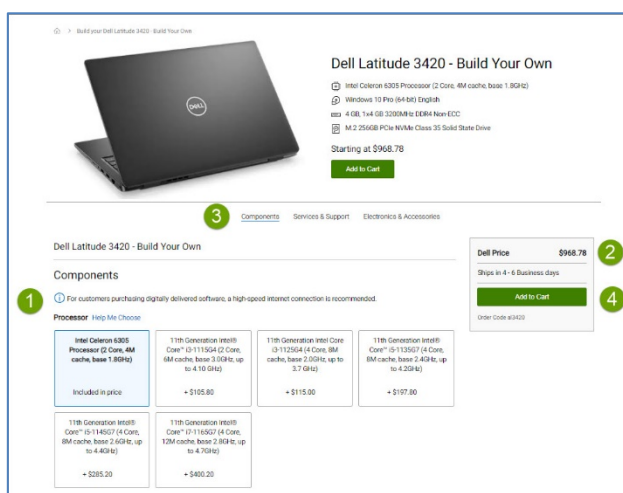 > Build your Dell Latitude 3420 - Build Your Own
DELL
Dell Latitude 3420 - Build Your Own
Intel Celeron 6305 Processor (2 Core, 4M cache, base 1.8GHz)
Windows 10 Pro (64-bit) English
4 GB, 1x4 GB 3200MHz DDR4 Non-ECC
M.2 256GB PCIe NVMe Class 35 Solid State Drive
Starting at $968.78
Add to Cart
3
Components Services & Support Electronics & Accessories
Dell Latitude 3420 - Build Your Own
Dell Price $968.78
2
Ships in 4 - 6 Business days
Add to Cart
4
Order Code al3420
Components
1
For customers purchasing digitally delivered software, a high-speed internet connection is recommended.
Processor Help Me Choose
Intel Celeron 6305
Processor (2 Core, 4M
cache, base 1.8GHz)
Included in price
11th Generation Intel®
Core™ i3-1115G4 (2 Core,
6M cache, base 3.0GHz, up
to 4.10 GHz)
+ $105.80
11th Generation Intel Core
i3-1125G4 (4 Core, 8M
cache, base 2.0GHz, up to
3.7 GHz)
+ $115.00
11th Generation Intel®
Core™ i5-1135G7 (4 Core,
8M cache, base 2.4GHz, up
to 4.2GHz)
+ $197.80
11th Generation Intel®
Core™ i5-1145G7 (4 Core,
8M cache, base 2.6GHz, up
to 4.4GHz)
+ $285.20
11th Generation Intel®
Core™ i7-1165G7 (4 Core,
12M cache, base 2.8GHz, up
to 4.7GHz)
+ $400.20